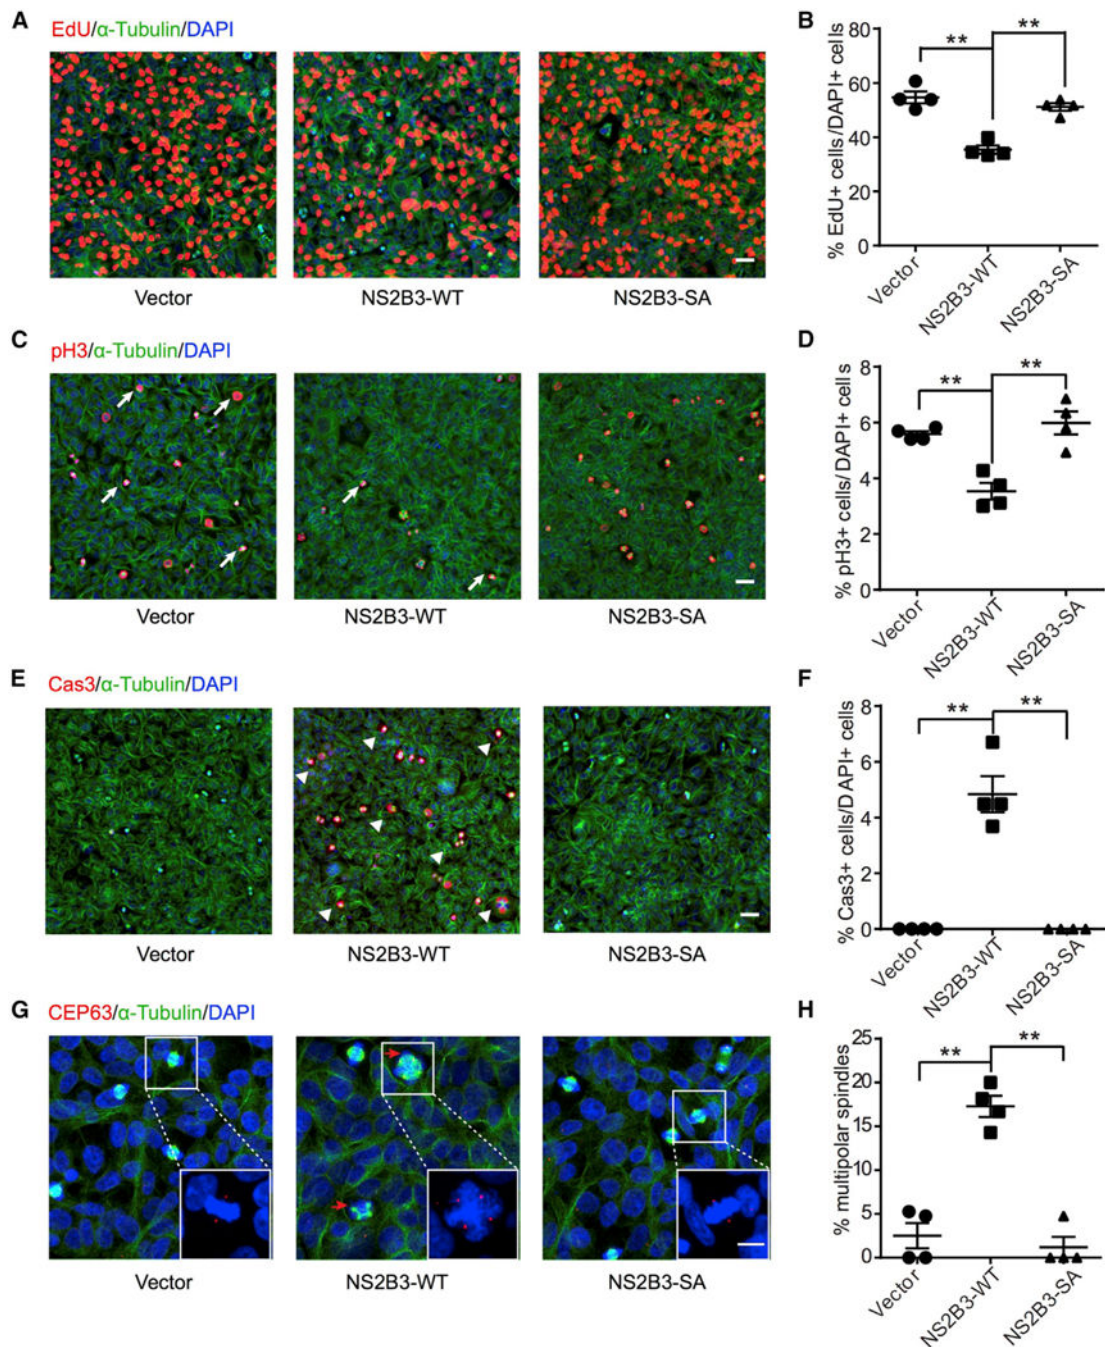 A EdU/α-Tubulin/DAPI
Vector
NS2B3-WT
NS2B3-SA
B
** **
% EdU+ cells/DAPI+ cells
80
60
40
20
0
Vector
NS2B3-WT
NS2B3-SA
C pH3/α-Tubulin/DAPI
Vector
NS2B3-WT
NS2B3-SA
D
** **
% pH3+ cells/DAPI+ cells
8
6
4
2
0
Vector
NS2B3-WT
NS2B3-SA
E Cas3/α-Tubulin/DAPI
Vector
NS2B3-WT
NS2B3-SA
F
** **
% Cas3+ cells/DAPI+ cells
8
6
4
2
0
Vector
NS2B3-WT
NS2B3-SA
G CEP63/α-Tubulin/DAPI
Vector
NS2B3-WT
NS2B3-SA
H
** **
% multipolar spindles
25
20
15
10
5
0
Vector
NS2B3-WT
NS2B3-SA